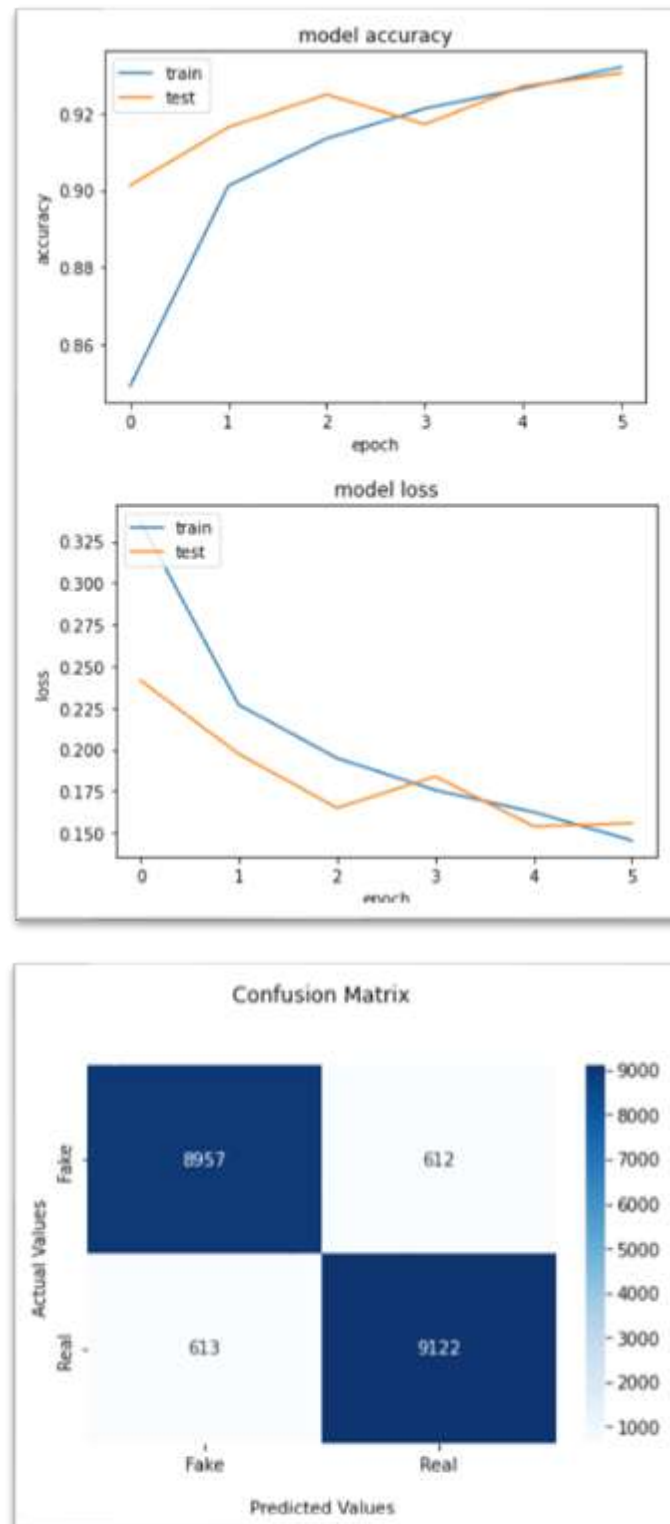 model accuracy
train
test
0.92
0.90
0.88
0.86
accuracy
0 1 2 3 4 5
epoch
model loss
train
test
0.325
0.300
0.275
0.250
0.225
0.200
0.175
0.150
loss
0 1 2 3 4 5
epoch
Confusion Matrix
Fake
8957 612
Real
613 9122
Actual Values
Fake Real
Predicted Values
9000
8000
7000
6000
5000
4000
3000
2000
1000